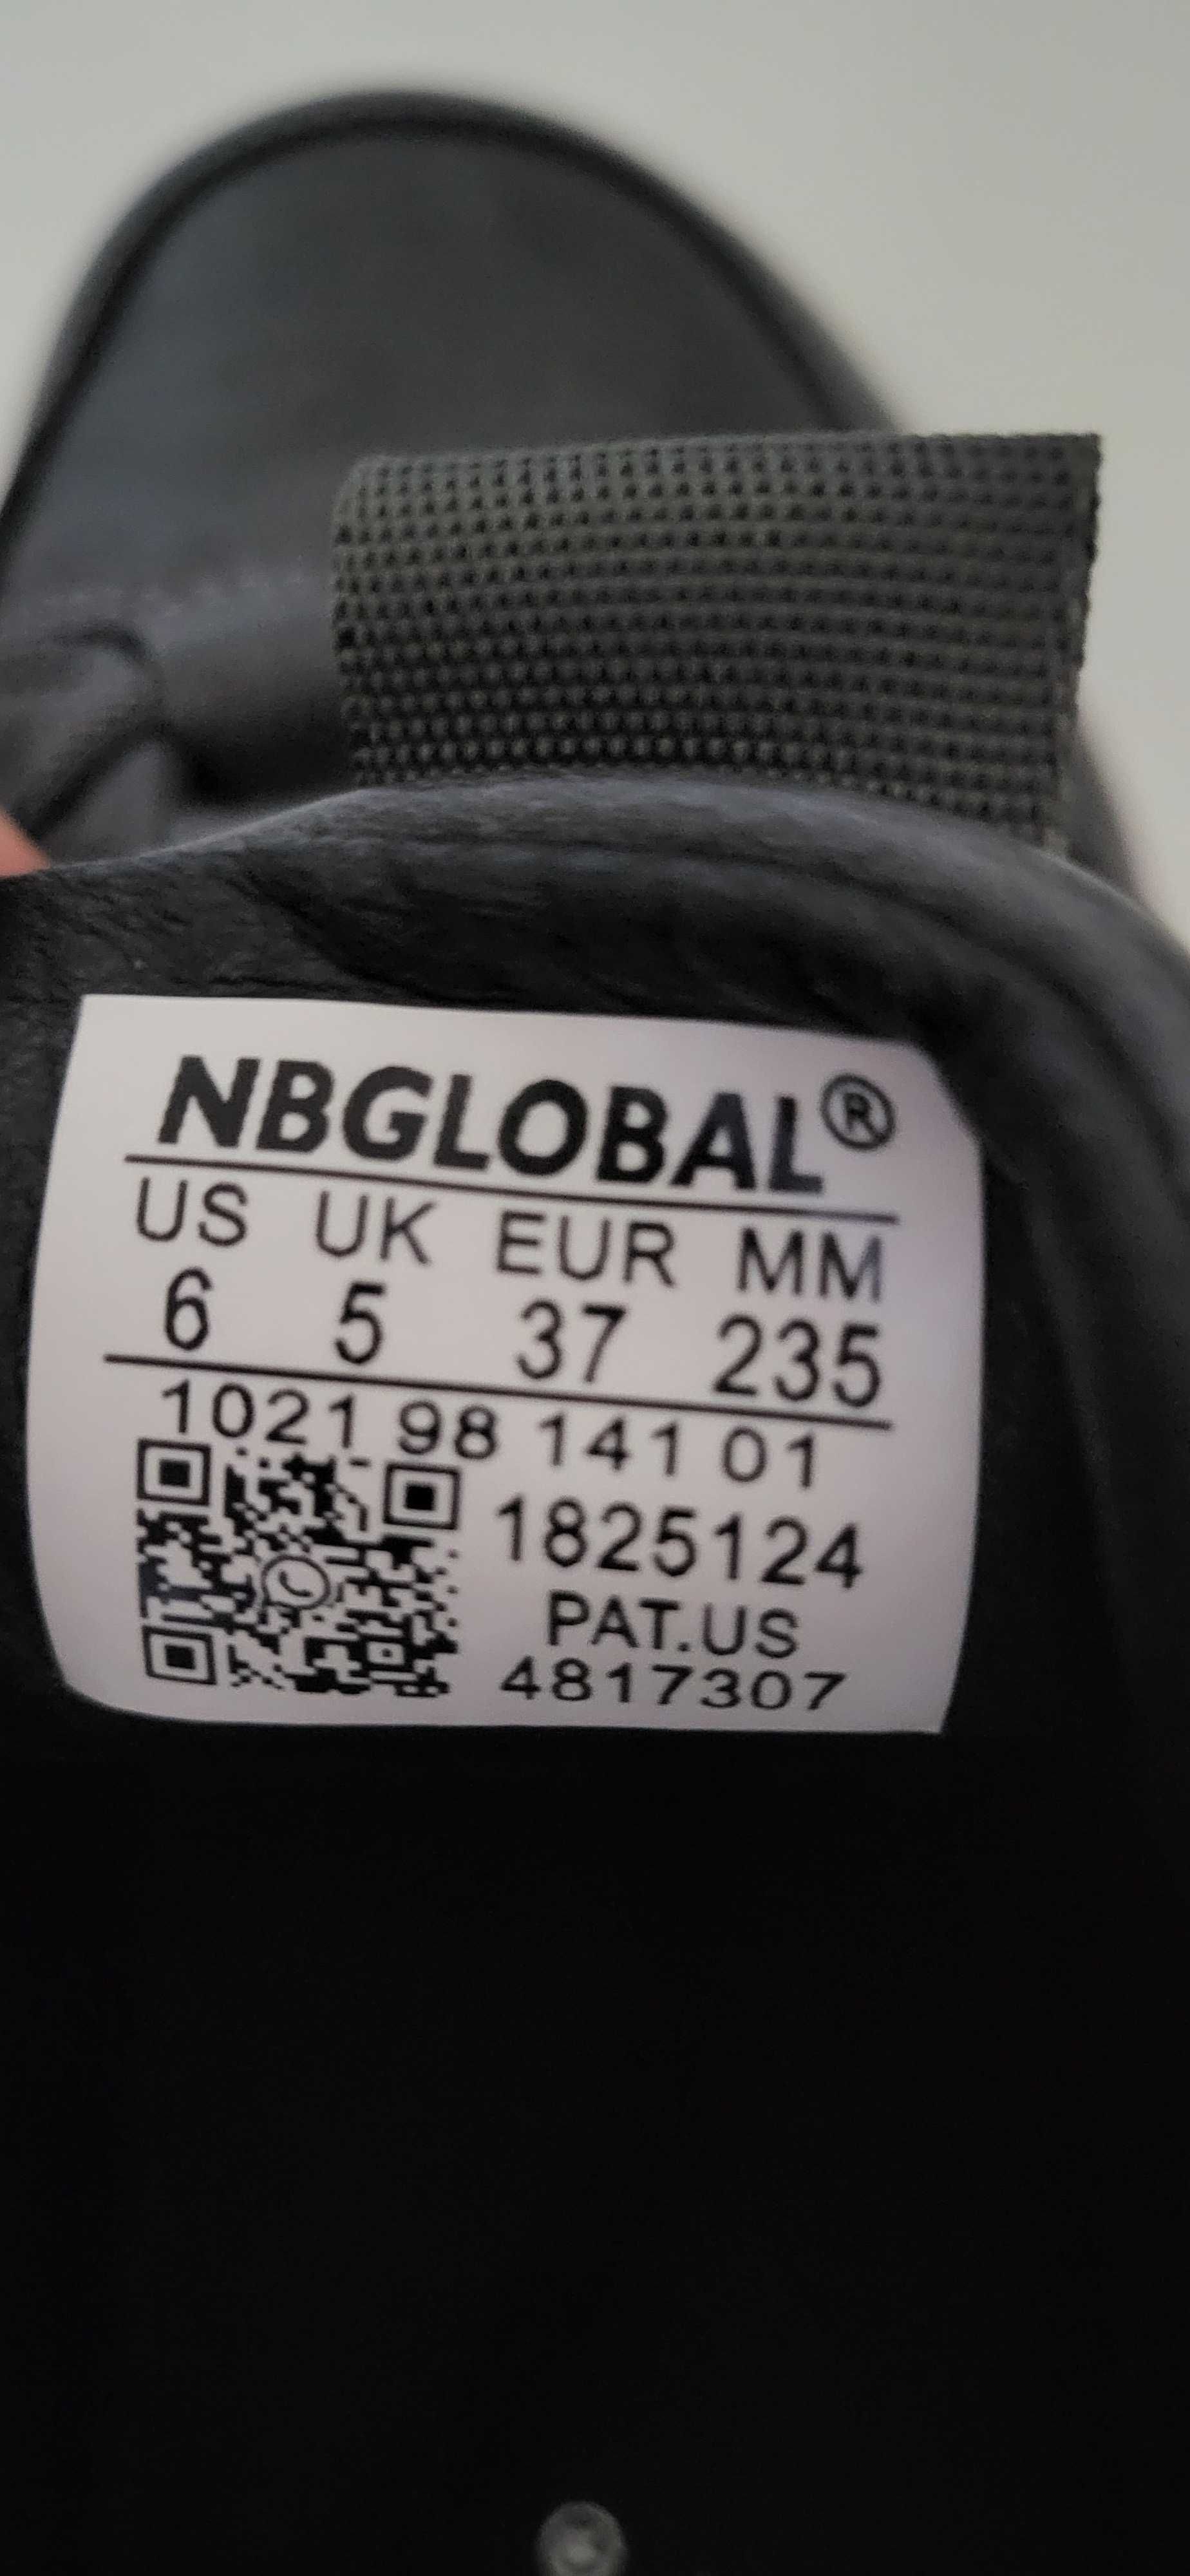 NBGLOBAL®
US UK EUR MM
6 5 37 235
1021 98 141 01
1825124
PAT.US
4817307